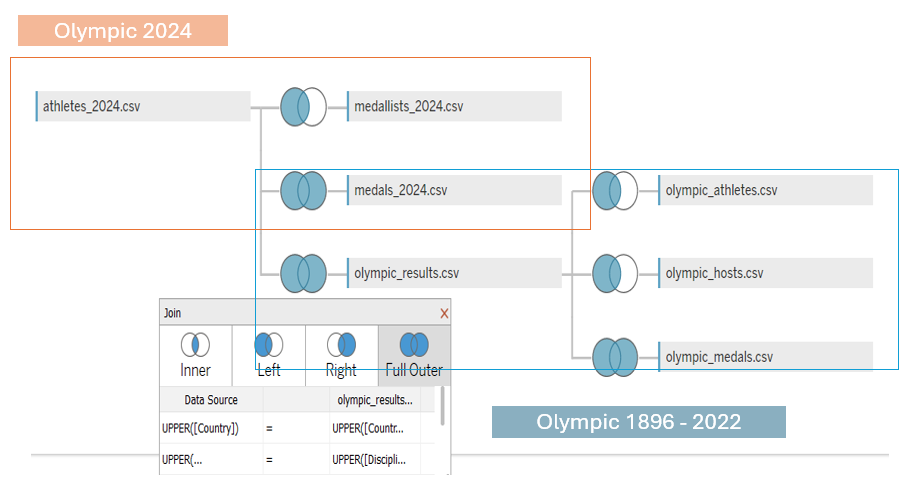 Olympic 2024
athletes_2024.csv
medallists_2024.csv
medals_2024.csv
olympic_athletes.csv
olympic_results.csv
olympic_hosts.csv
Join
X
Inner
Left
Right
Full Outer
olympic_medals.csv
Data Source
olympic_results...
UPPER([Country])
=
UPPER([Countr...
Olympic 1896 - 2022
UPPER(...
=
UPPER([Discipli...